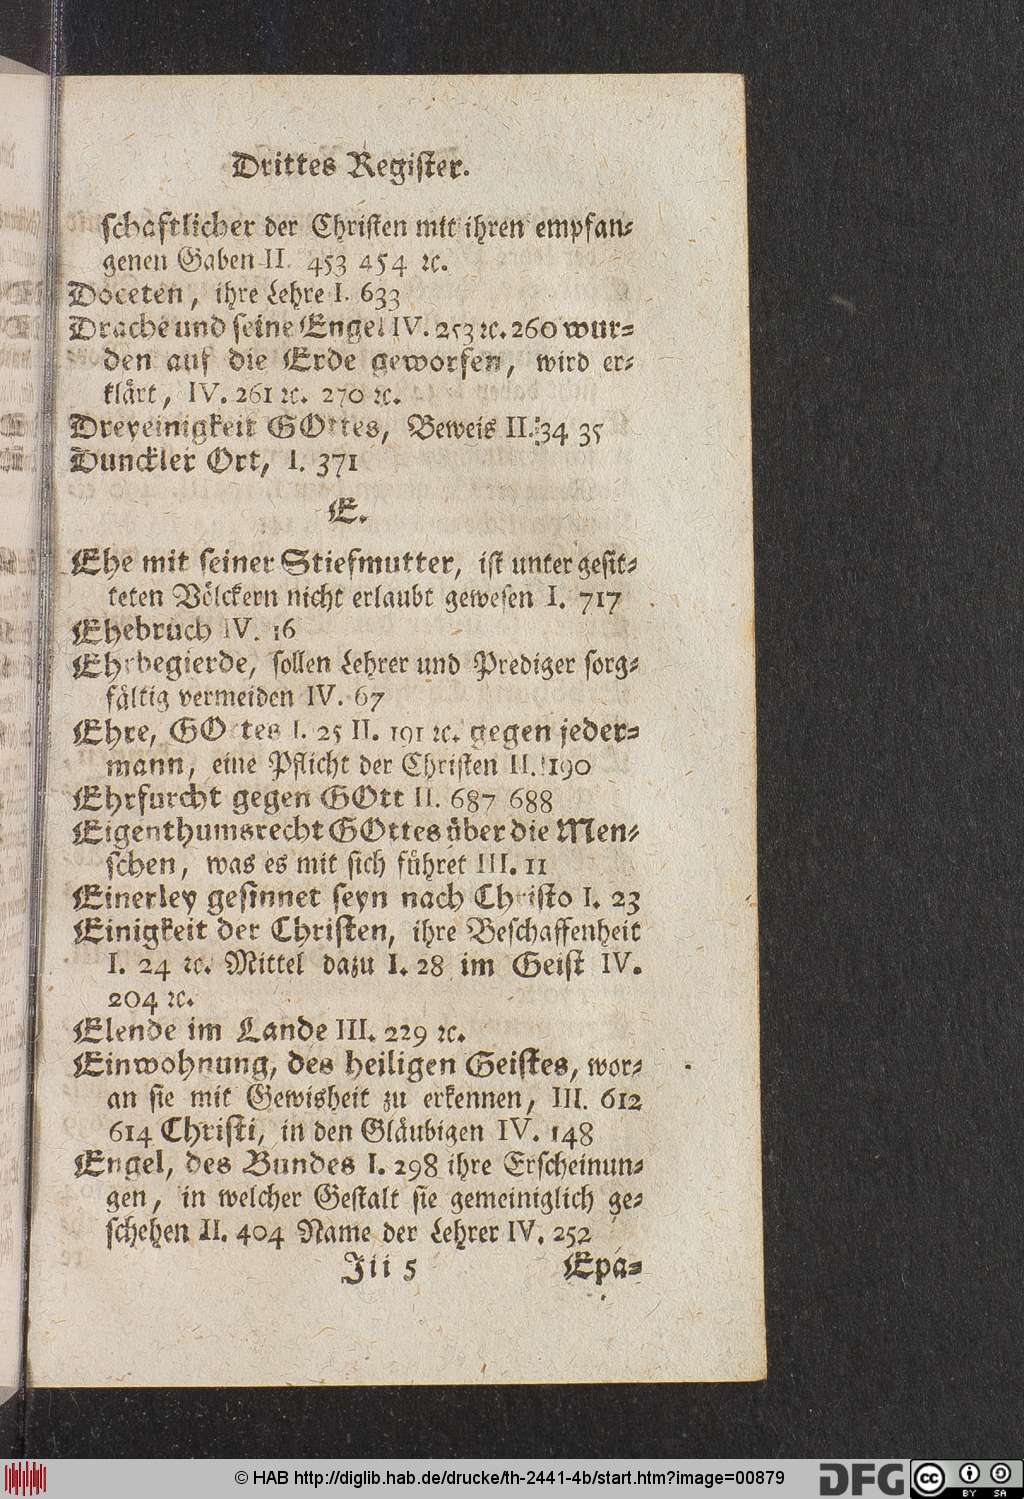 Drittes Register.
schaftlicher der Christen mit ihren empfan-
genen Gaben II. 453 454 ꝛc.
Doceten, ihre Lehre I. 633
Drache und seine Engel IV. 253 ꝛc. 260 wur-
den auf die Erde geworfen, wird er-
klärt, IV. 261 ꝛc. 270 ꝛc.
Dreyeinigkeit GOttes, Beweis II. 34 35
Dunckler Ort, I. 371
E.
Ehe mit seiner Stiefmutter, ist unter gesit-
teten Völckern nicht erlaubt gewesen I. 717
Ehebruch IV. 16
Ehrbegierde, sollen Lehrer und Prediger sorg-
fältig vermeiden IV. 67
Ehre, GOttes I. 25 II. 191 ꝛc. gegen jeder-
mann, eine Pflicht der Christen II. 190
Ehrfurcht gegen GOtt II. 687 688
Eigenthumsrecht GOttes über die Men-
schen, was es mit sich führet III. 11
Einerley gesinnet seyn nach Christo I. 23
Einigkeit der Christen, ihre Beschaffenheit
I. 24 ꝛc. Mittel dazu I. 28 im Geist IV.
204 ꝛc.
Elende im Lande III. 229 ꝛc.
Einwohnung, des heiligen Geistes, wor-
an sie mit Gewisheit zu erkennen, III. 612
614 Christi, in den Gläubigen IV. 148
Engel, des Bundes I. 298 ihre Erscheinun-
gen, in welcher Gestalt sie gemeiniglich ge-
schehen II. 404 Name der Lehrer IV. 252
Jii 5 Epa-
© HAB http://diglib.hab.de/drucke/th-2441-4b/start.htm?image=00879
DFG cc BY SA